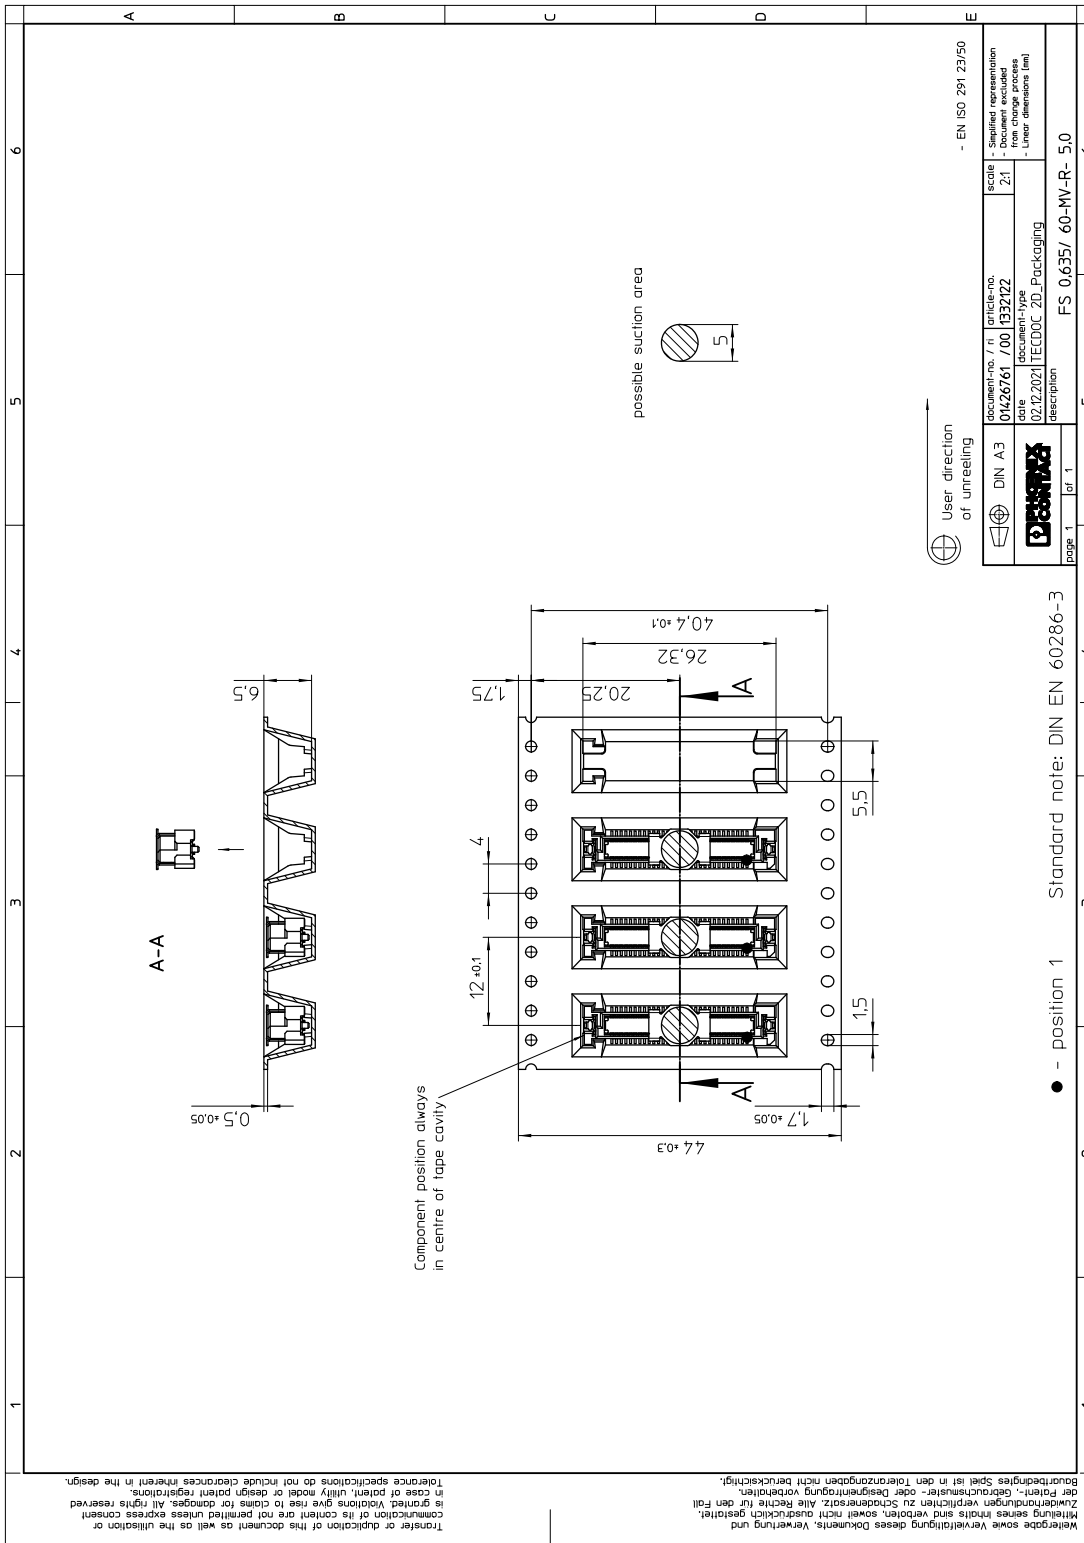 1
2
3
4
5
6
A
B
C
D
E
A-A
6,5
0,5 ±0,05
Component position always
in centre of tape cavity
12 ±0,1
4
1,75
20,25
26,32
40,4 ±0,1
44 ±0,3
1,7 ±0,05
1,5
5,5
A
A
possible suction area
5
User direction
of unreeling
- EN ISO 291 23/50
● - position 1 Standard note: DIN EN 60286-3
DIN A3
PHOENIX
CONTACT
page 1 of 1
document-no. / ri
01426761 / 00
article-no.
1332122
scale
2:1
- Simplified representation
- Document excluded
from change process
- Linear dimensions [mm]
date
02.12.2021
document-type
TECDOC 2D_Packaging
description
FS 0,635/ 60-MV-R- 5,0
Transfer or duplication of this document as well as the utilisation or
communication of its content are not permitted unless express consent
is granted. Violations give rise to claims for damages. All rights reserved
in case of patent, utility model or design patent registrations.
Tolerance specifications do not include clearances inherent in the design.
Weitergabe sowie Vervielfältigung dieses Dokuments, Verwertung und
Mitteilung seines Inhalts sind verboten, soweit nicht ausdrücklich gestattet.
Zuwiderhandlungen verpflichten zu Schadenersatz. Alle Rechte für den Fall
der Patent-, Gebrauchsmuster- oder Designeintragung vorbehalten.
Bauartbedingtes Spiel ist in den Toleranzangaben nicht berücksichtigt.